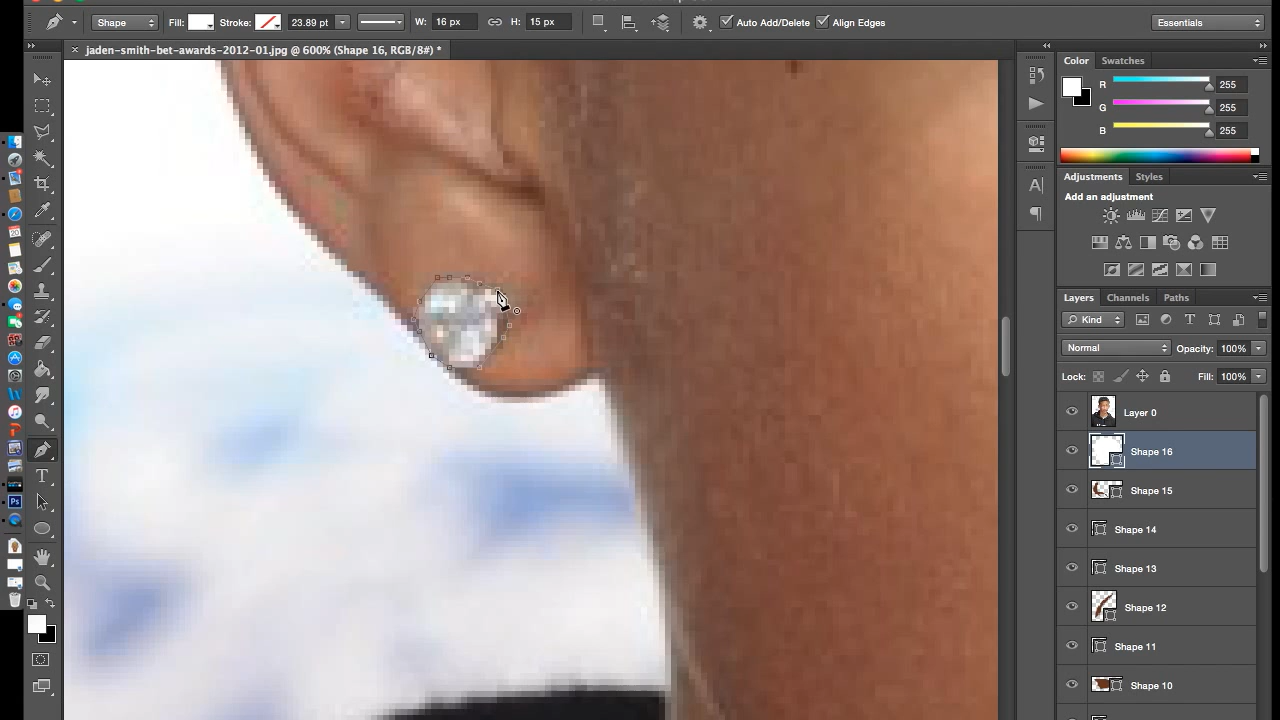 Shape Fill: Stroke: 23.89 pt W: 16 px H: 15 px Auto Add/Delete Align Edges Essentials
× jaden-smith-bet-awards-2012-01.jpg @ 600% (Shape 16, RGB/8#) *
Color Swatches
R 255
G 255
B 255
Adjustments Styles
Add an adjustment
Layers Channels Paths
Kind
Normal Opacity: 100%
Lock: Fill: 100%
Layer 0
Shape 16
Shape 15
Shape 14
Shape 13
Shape 12
Shape 11
Shape 10
A
T
T
Ps